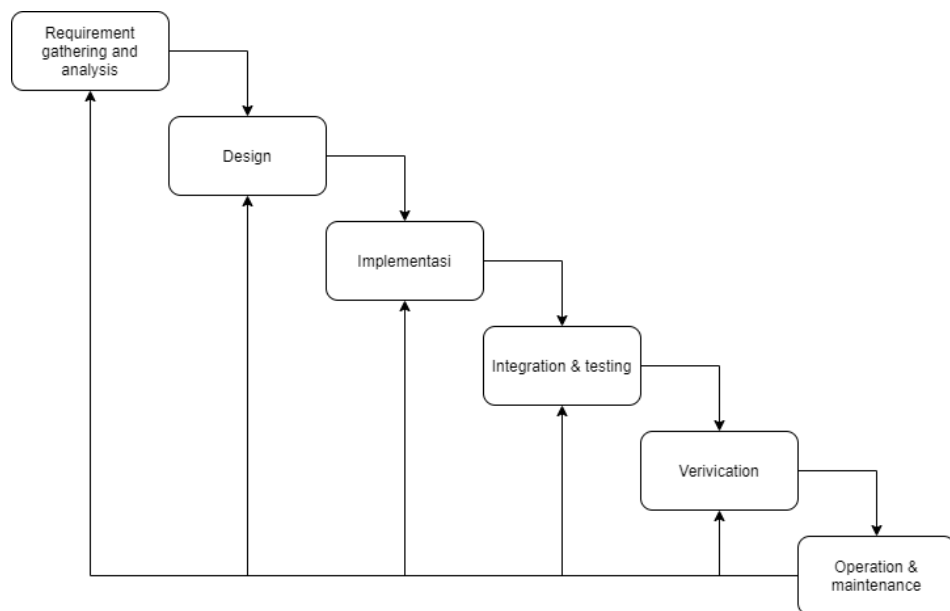 Requirement
gathering and
analysis
Design
Implementasi
Integration & testing
Verivication
Operation &
maintenance